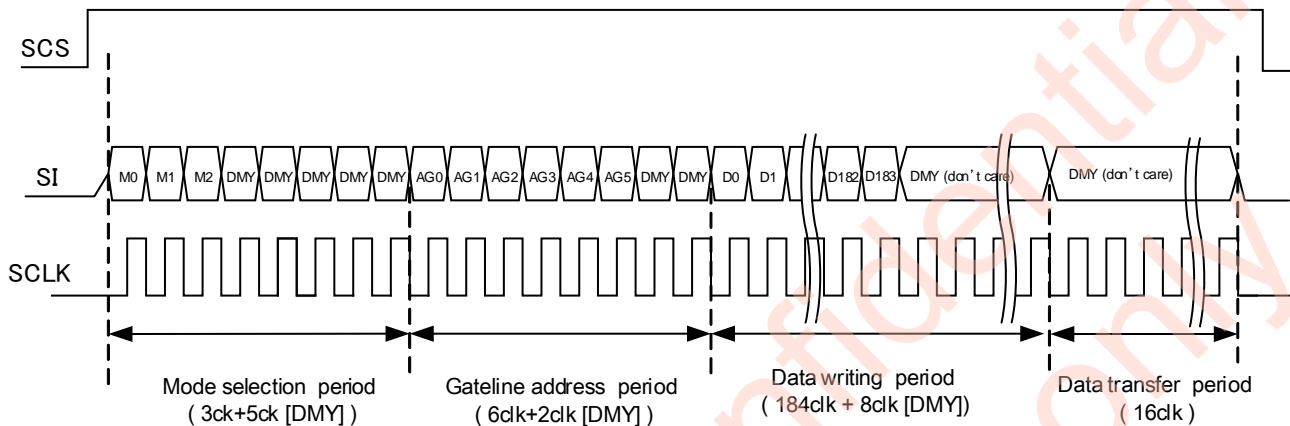 SCS
SI
M0 M1 M2 DMY DMY DMY DMY DMY AG0 AG1 AG2 AG3 AG4 AG5 DMY DMY D0 D1 D182 D183 DMY (don't care) DMY (don't care)
SCLK
Mode selection period
( 3ck+5ck [DMY] )
Gateline address period
( 6clk+2clk [DMY] )
Data writing period
( 184clk + 8clk [DMY])
Data transfer period
( 16clk )
onfidential
only